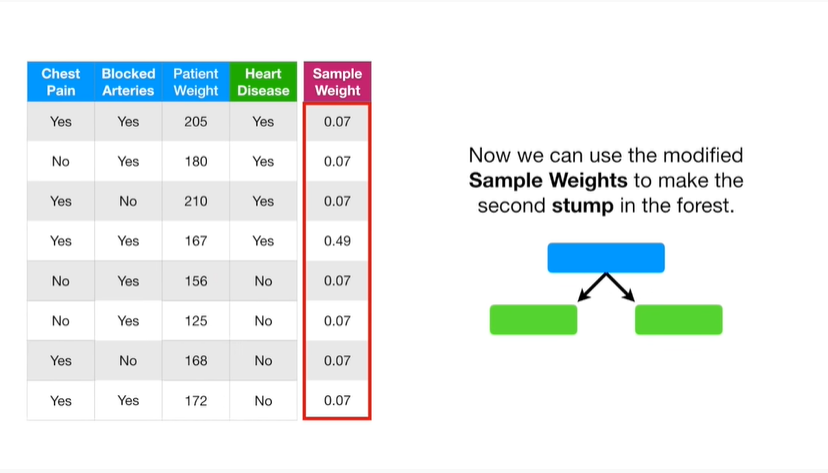 Chest Pain Blocked Arteries Patient Weight Heart Disease Sample Weight
Yes Yes 205 Yes 0.07
No Yes 180 Yes 0.07
Yes No 210 Yes 0.07
Yes Yes 167 Yes 0.49
No Yes 156 No 0.07
No Yes 125 No 0.07
Yes No 168 No 0.07
Yes Yes 172 No 0.07
Now we can use the modified
Sample Weights to make the
second stump in the forest.